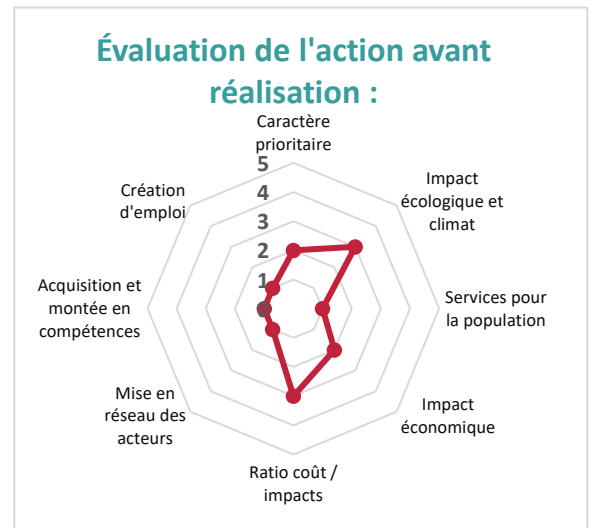 Évaluation de l'action avant
réalisation :
Caractère
prioritaire
5
4
3
2
1
0
Impact
écologique et
climat
Services pour
la population
Impact
économique
Ratio coût /
impacts
Mise en
réseau des
acteurs
Acquisition et
montée en
compétences
Création
d'emploi